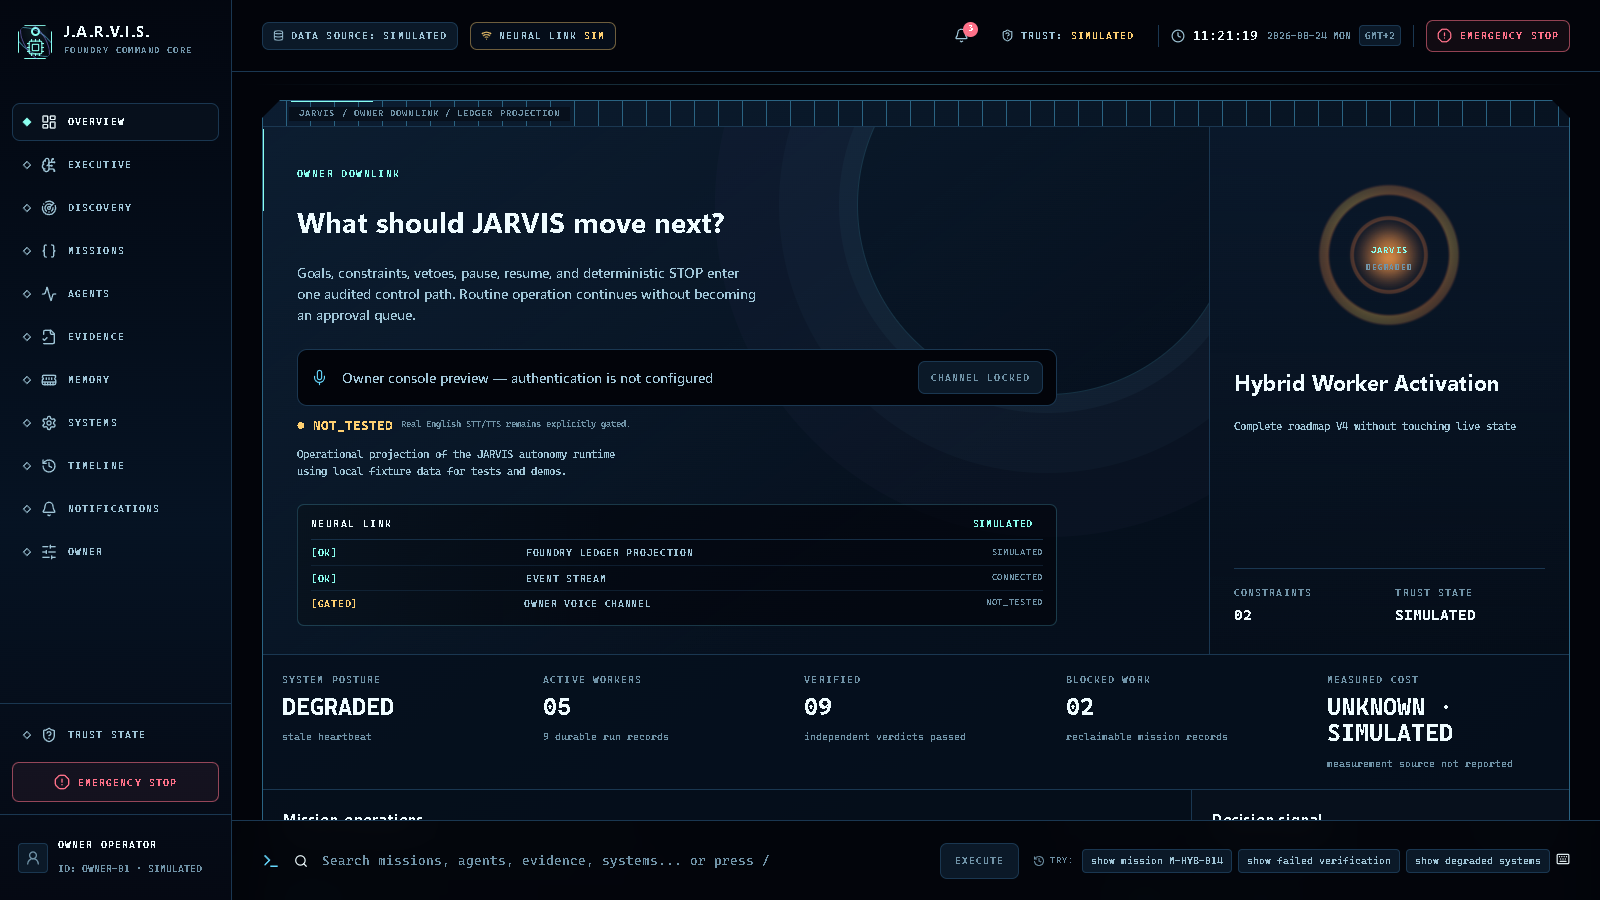 J.A.R.V.I.S.
FOUNDRY COMMAND CORE
OVERVIEW
EXECUTIVE
DISCOVERY
MISSIONS
AGENTS
EVIDENCE
MEMORY
SYSTEMS
TIMELINE
NOTIFICATIONS
OWNER
TRUST STATE
EMERGENCY STOP
OWNER OPERATOR
ID: OWNER-01 · SIMULATED
DATA SOURCE: SIMULATED
NEURAL LINK SIM
3
TRUST: SIMULATED
11:21:19 2026-08-24 MON GMT+2
EMERGENCY STOP
JARVIS / OWNER DOWNLINK / LEDGER PROJECTION
OWNER DOWNLINK
What should JARVIS move next?
Goals, constraints, vetoes, pause, resume, and deterministic STOP enter
one audited control path. Routine operation continues without becoming
an approval queue.
Owner console preview — authentication is not configured
CHANNEL LOCKED
NOT_TESTED Real English STT/TTS remains explicitly gated.
Operational projection of the JARVIS autonomy runtime
using local fixture data for tests and demos.
NEURAL LINK SIMULATED
[OK] FOUNDRY LEDGER PROJECTION SIMULATED
[OK] EVENT STREAM CONNECTED
[GATED] OWNER VOICE CHANNEL NOT_TESTED
JARVIS
DEGRADED
Hybrid Worker Activation
Complete roadmap V4 without touching live state
CONSTRAINTS
02
TRUST STATE
SIMULATED
SYSTEM POSTURE
DEGRADED
stale heartbeat
ACTIVE WORKERS
05
9 durable run records
VERIFIED
09
independent verdicts passed
BLOCKED WORK
02
reclaimable mission records
MEASURED COST
UNKNOWN ·
SIMULATED
measurement source not reported
Mission operations
Decision signal
Search missions, agents, evidence, systems... or press /
EXECUTE
TRY:
show mission M-HYB-014
show failed verification
show degraded systems